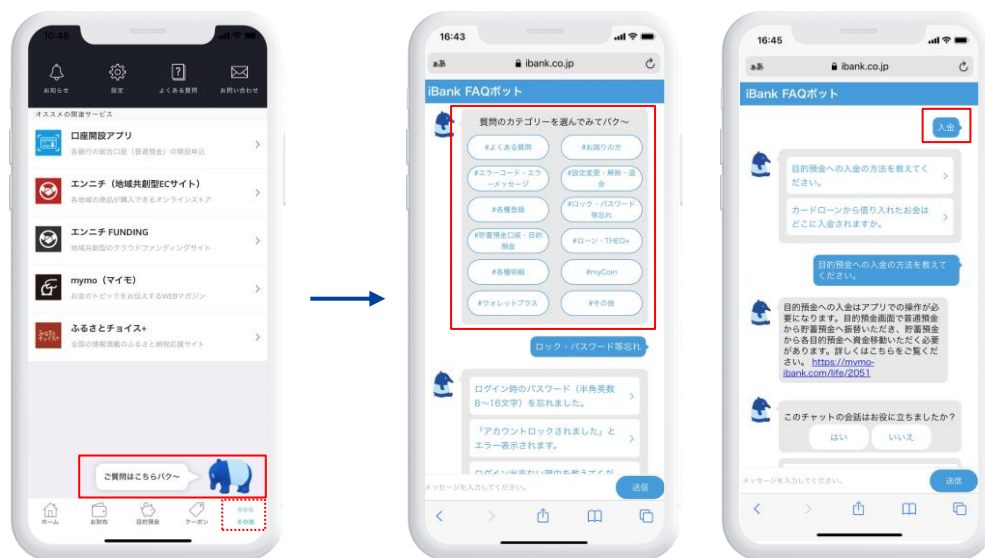 10:48
お知らせ
設定
よくある質問
お問い合わせ
オススメの関連サービス
口座開設アプリ
各銀行の総合口座（普通預金）の開設申込
エンニチ（地域共創型ECサイト）
各地域の商品が購入できるオンラインストア
エンニチ FUNDING
地域共創型のクラウドファンディングサイト
mymo（マイモ）
お金のトピックをお伝えするWEBマガジン
ふるさとチョイス+
全国の情報満載のふるさと納税応援サイト
ご質問はこちらバク～
ホーム
お財布
目的預金
クーポン
その他
16:43
ぁあ
ibank.co.jp
iBank FAQボット
質問のカテゴリーを選んでみてバク～
#よくある質問
#お困りの方
#エラーコード・エラ
ーメッセージ
#設定変更・解除・退
会
#各種登録
#ロック・パスワード
等忘れ
#貯蓄預金口座・目的
預金
#ローン・THEO+
#各種明細
#myCoin
#ウォレットプラス
#その他
ロック・パスワード等忘れ
ログイン時のパスワード（半角英数
8～16文字）を忘れました。
「アカウントロックされました」と
エラー表示されます。
ログイン出来ない理由を教えてくだ
メッセージを入力してください。
送信
16:45
ぁあ
ibank.co.jp
iBank FAQボット
入金
目的預金への入金の方法を教えてく
ださい。
カードローンから借り入れたお金は
どこに入金されますか。
目的預金への入金の方法を教えて
ください。
目的預金への入金はアプリでの操作が必
要になります。目的預金画面で普通預金
から貯蓄預金へ振替いただき、貯蓄預金
から各目的預金へ資金移動いただく必要
があります。詳しくはこちらをご覧くだ
さい。 https://mymo-
ibank.com/life/2051
このチャットの会話はお役に立ちましたか?
はい
いいえ
メッセージを入力してください。
送信